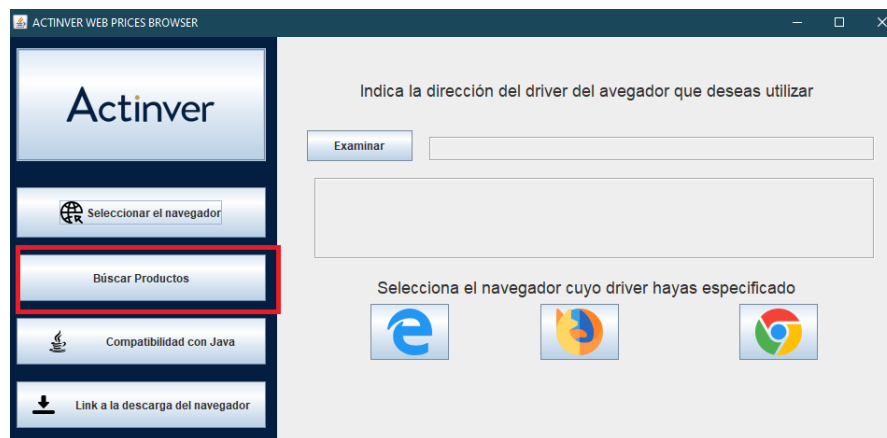 ACTINVER WEB PRICES BROWSER
Actinver
Seleccionar el navegador
Búscar Productos
Compatibilidad con Java
Link a la descarga del navegador
Indica la dirección del driver del avegador que deseas utilizar
Examinar
Selecciona el navegador cuyo driver hayas especificado